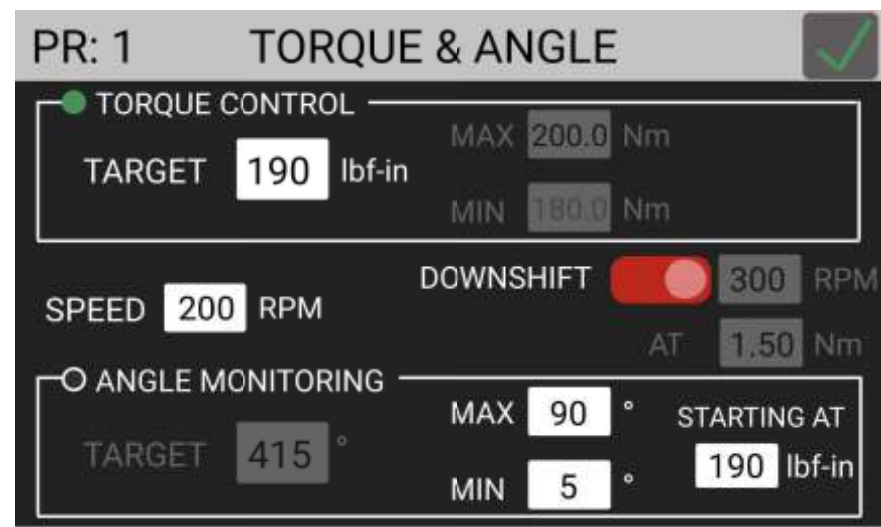 PR: 1 TORQUE & ANGLE
TORQUE CONTROL
TARGET 190 lbf-in
MAX 200.0 Nm
MIN 180.0 Nm
SPEED 200 RPM
DOWNSHIFT 300 RPM
AT 1.50 Nm
ANGLE MONITORING
TARGET 415 °
MAX 90 °
MIN 5 °
STARTING AT
190 lbf-in